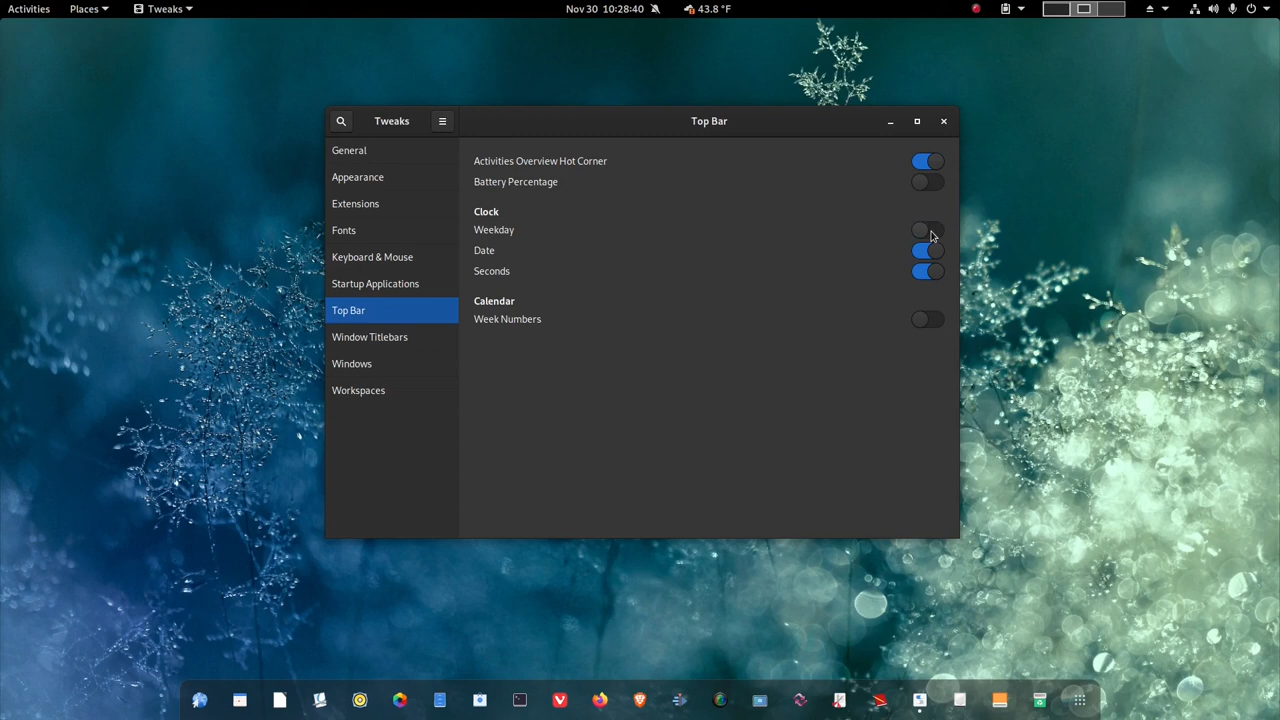 Activities Places Tweaks Nov 30 10:28:40 43.8 °F
Tweaks Top Bar
General
Appearance
Extensions
Fonts
Keyboard & Mouse
Startup Applications
Top Bar
Window Titlebars
Windows
Workspaces
Activities Overview Hot Corner
Battery Percentage
Clock
Weekday
Date
Seconds
Calendar
Week Numbers